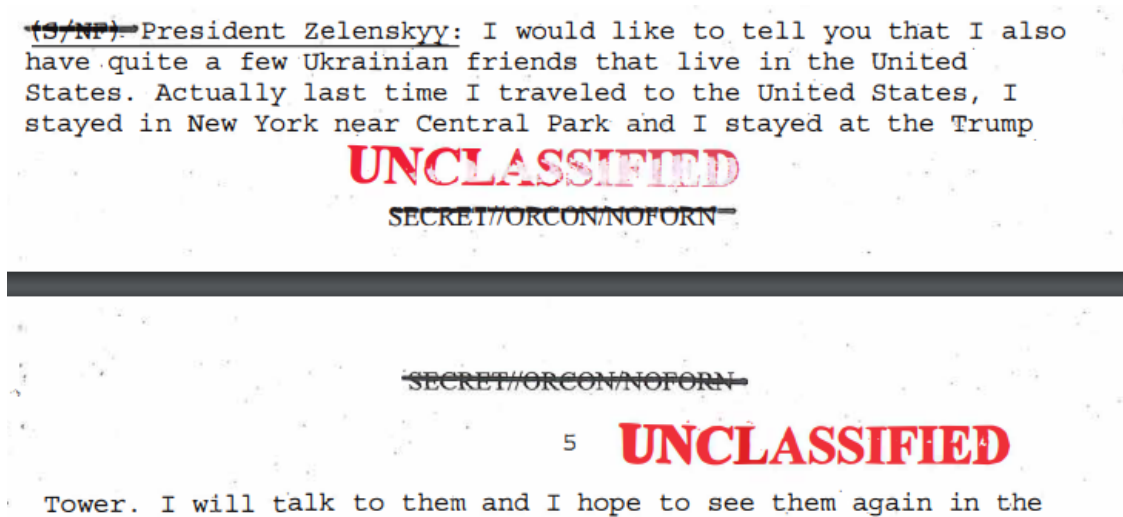 (S/NF) President Zelenskyy: I would like to tell you that I also
have quite a few Ukrainian friends that live in the United
States. Actually last time I traveled to the United States, I
stayed in New York near Central Park and I stayed at the Trump
UNCLASSIFIED
SECRET//ORCON/NOFORN
SECRET//ORCON/NOFORN
5 UNCLASSIFIED
Tower. I will talk to them and I hope to see them again in the